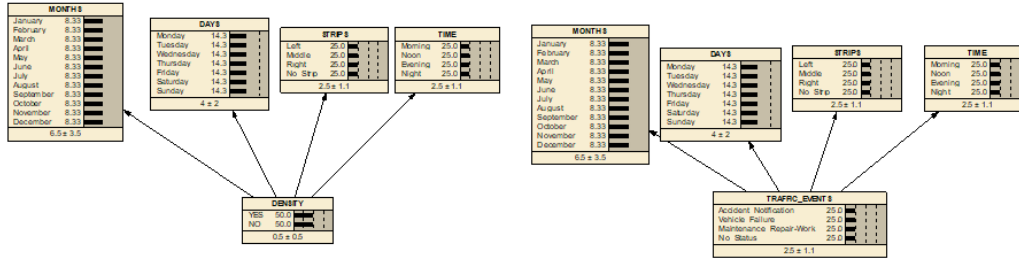 MONTHS
January 8.33
February 8.33
March 8.33
April 8.33
May 8.33
June 8.33
July 8.33
August 8.33
September 8.33
October 8.33
November 8.33
December 8.33
6.5 ± 3.5
DAYS
Monday 14.3
Tuesday 14.3
Wednesday 14.3
Thursday 14.3
Friday 14.3
Saturday 14.3
Sunday 14.3
4 ± 2
STRIPS
Left 25.0
Middle 25.0
Right 25.0
No Strip 25.0
2.5 ± 1.1
TIME
Morning 25.0
Noon 25.0
Evening 25.0
Night 25.0
2.5 ± 1.1
DENSITY
YES 50.0
NO 50.0
0.5 ± 0.5
MONTHS
January 8.33
February 8.33
March 8.33
April 8.33
May 8.33
June 8.33
July 8.33
August 8.33
September 8.33
October 8.33
November 8.33
December 8.33
6.5 ± 3.5
DAYS
Monday 14.3
Tuesday 14.3
Wednesday 14.3
Thursday 14.3
Friday 14.3
Saturday 14.3
Sunday 14.3
4 ± 2
STRIPS
Left 25.0
Middle 25.0
Right 25.0
No Strip 25.0
2.5 ± 1.1
TIME
Morning 25.0
Noon 25.0
Evening 25.0
Night 25.0
2.5 ± 1.1
TRAFFIC_EVENTS
Accident Notification 25.0
Vehicle Failure 25.0
Maintenance Repair-Work 25.0
No Status 25.0
2.5 ± 1.1